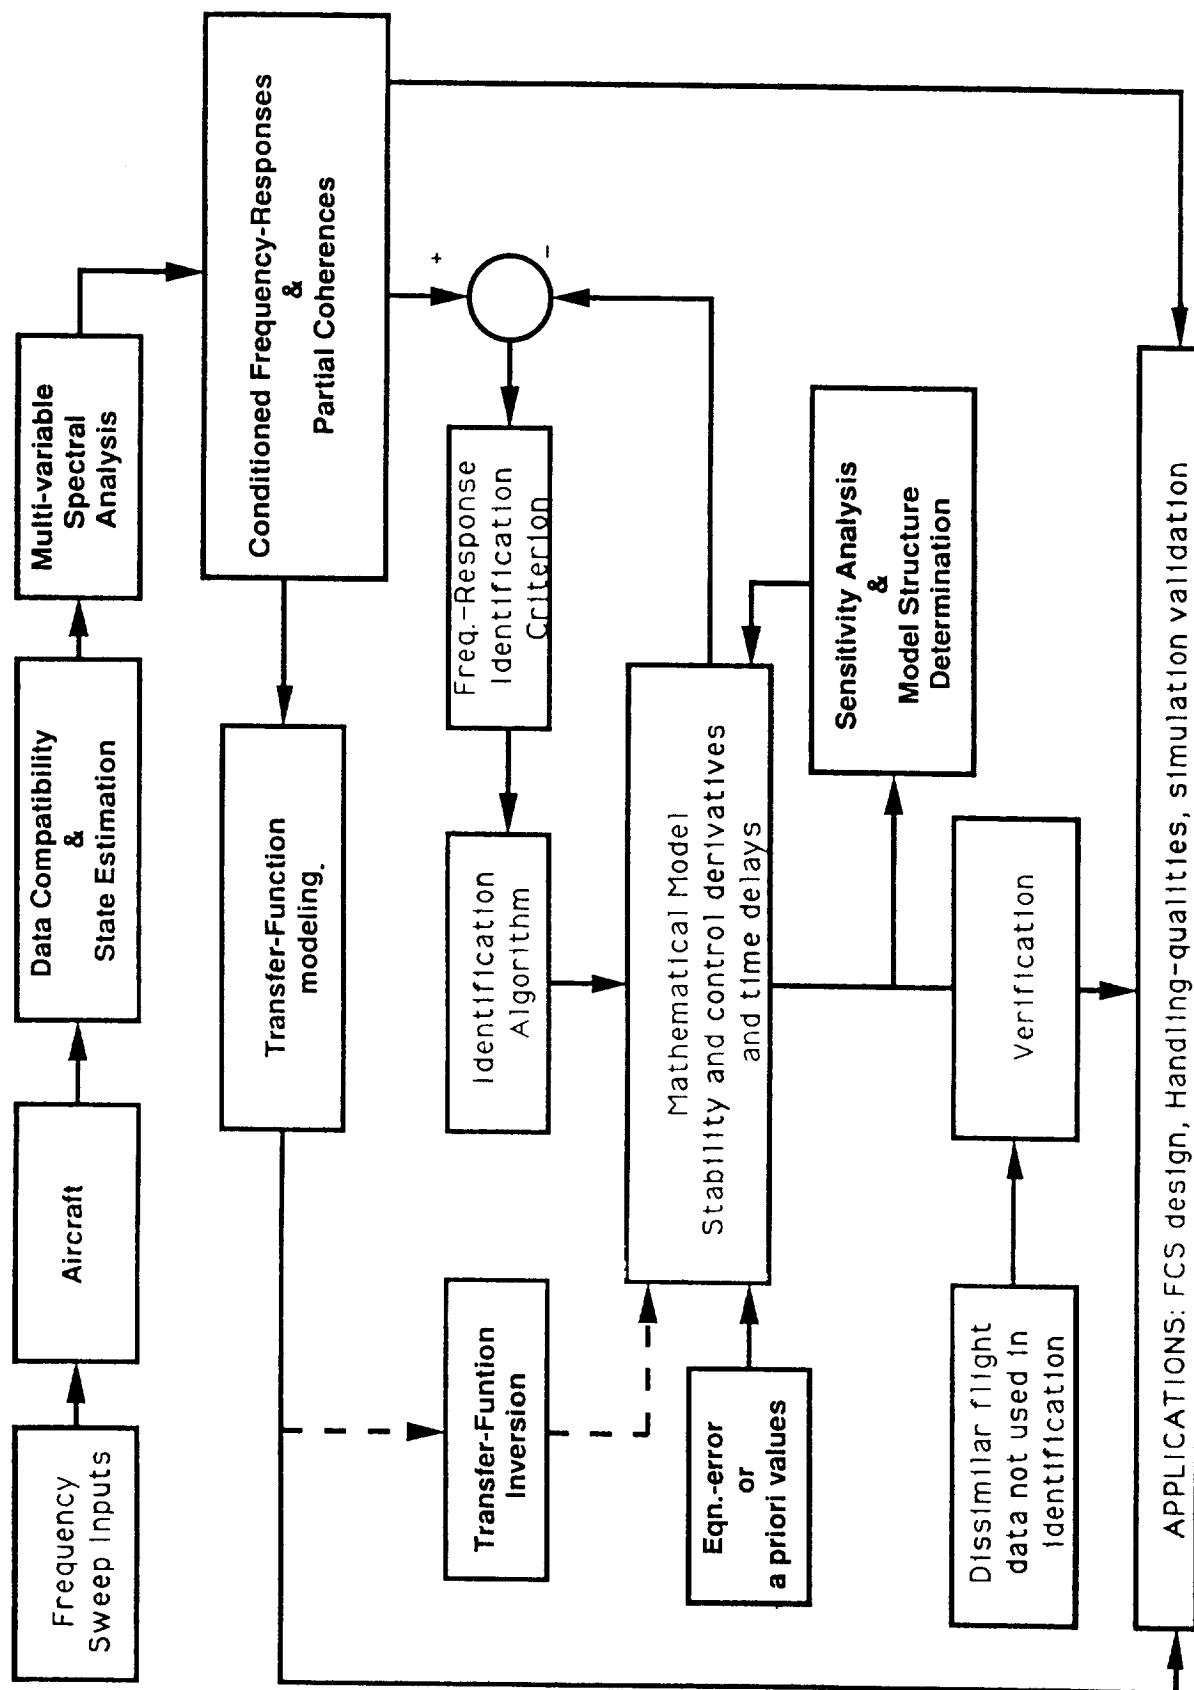 Frequency
Sweep Inputs
Aircraft
Data Compatibility
&
State Estimation
Multi-variable
Spectral
Analysis
Conditioned Frequency-Responses
&
Partial Coherences
Transfer-Function
modeling.
+
-
Freq.-Response
Identification
Criterion
Identification
Algorithm
Transfer-Funtion
Inversion
Mathematical Model
Stability and control derivatives
and time delays
Eqn.-error
or
a priori values
Sensitivity Analysis
&
Model Structure
Determination
Verification
Dissimilar flight
data not used in
identification
APPLICATIONS: FCS design, Handling-qualities, simulation validation